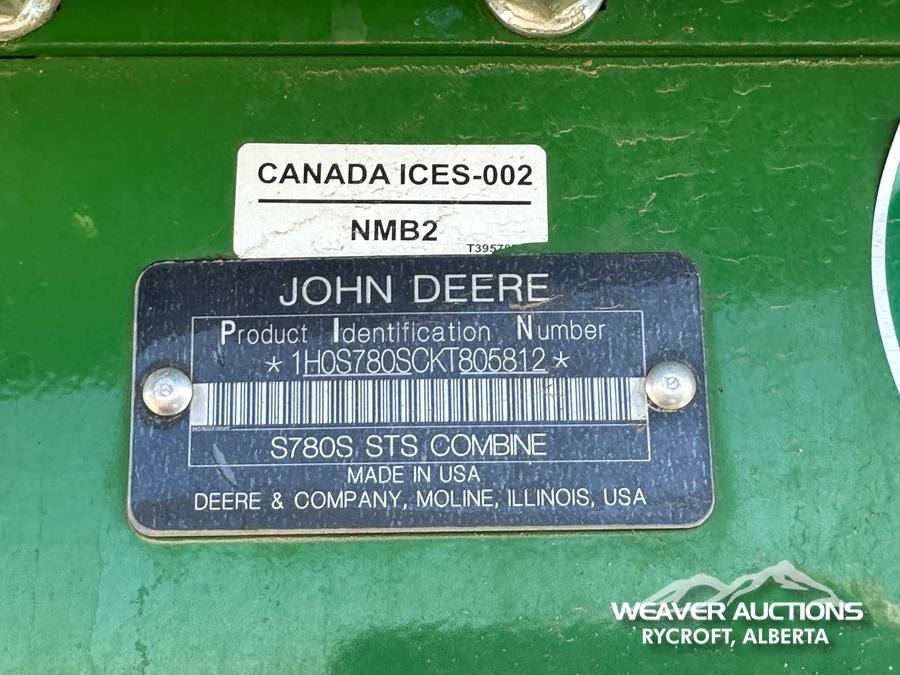 CANADA ICES-002
NMB2
JOHN DEERE
Product Identification Number
*1H0S780SCKT805812*
S780S STS COMBINE
MADE IN USA
DEERE & COMPANY, MOLINE, ILLINOIS, USA
WEAVER AUCTIONS
RYCROFT, ALBERTA